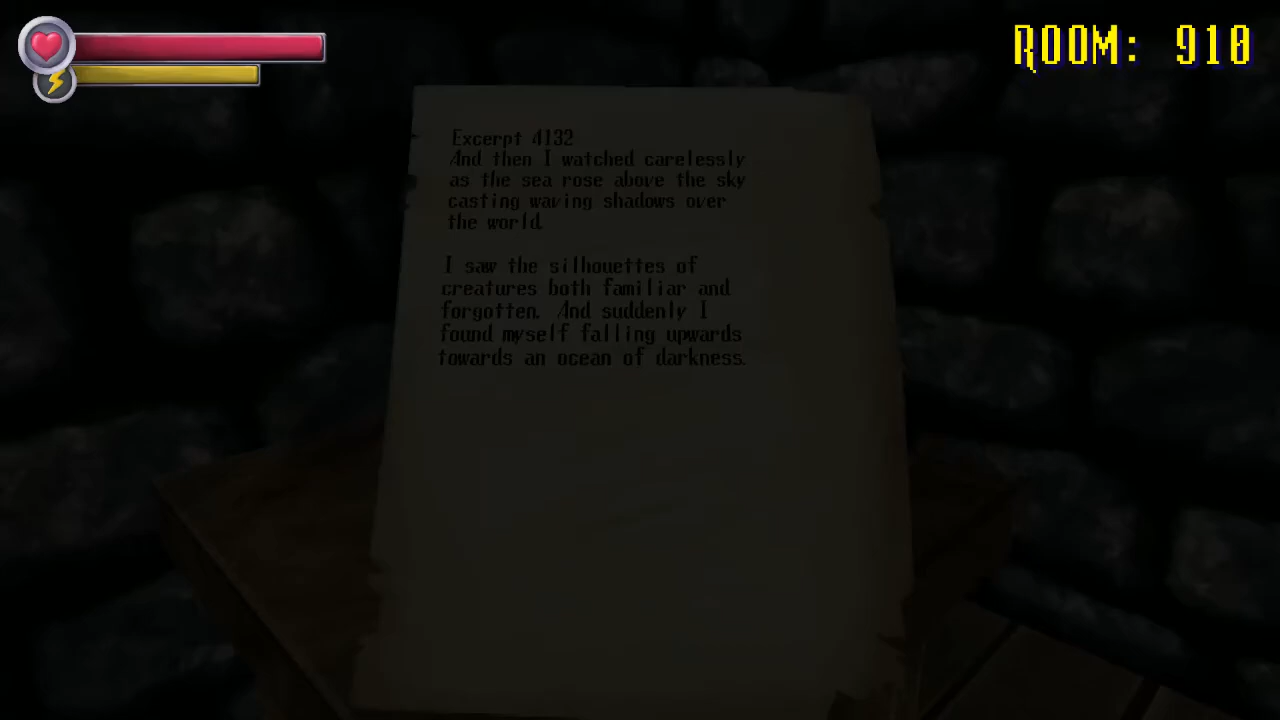 ROOM: 910
Excerpt 4132
And then I watched carelessly
as the sea rose above the sky
casting waving shadows over
the world.
I saw the silhouettes of
creatures both familiar and
forgotten. And suddenly I
found myself falling upwards
towards an ocean of darkness.